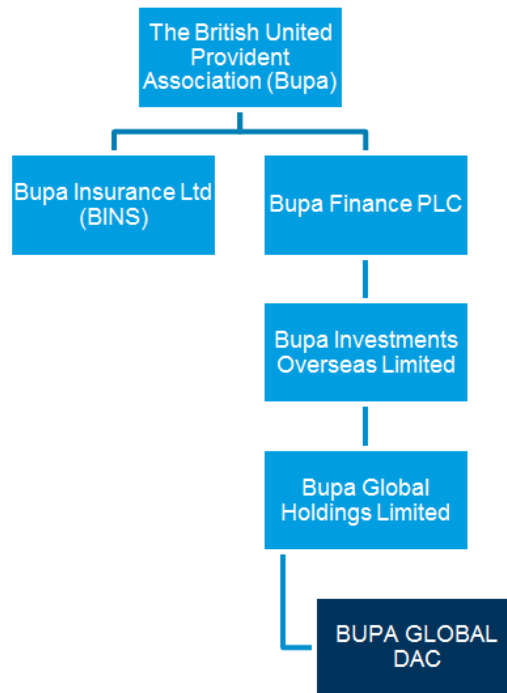 The British United
Provident
Association (Bupa)
Bupa Insurance Ltd
(BINS)
Bupa Finance PLC
Bupa Investments
Overseas Limited
Bupa Global
Holdings Limited
BUPA GLOBAL
DAC